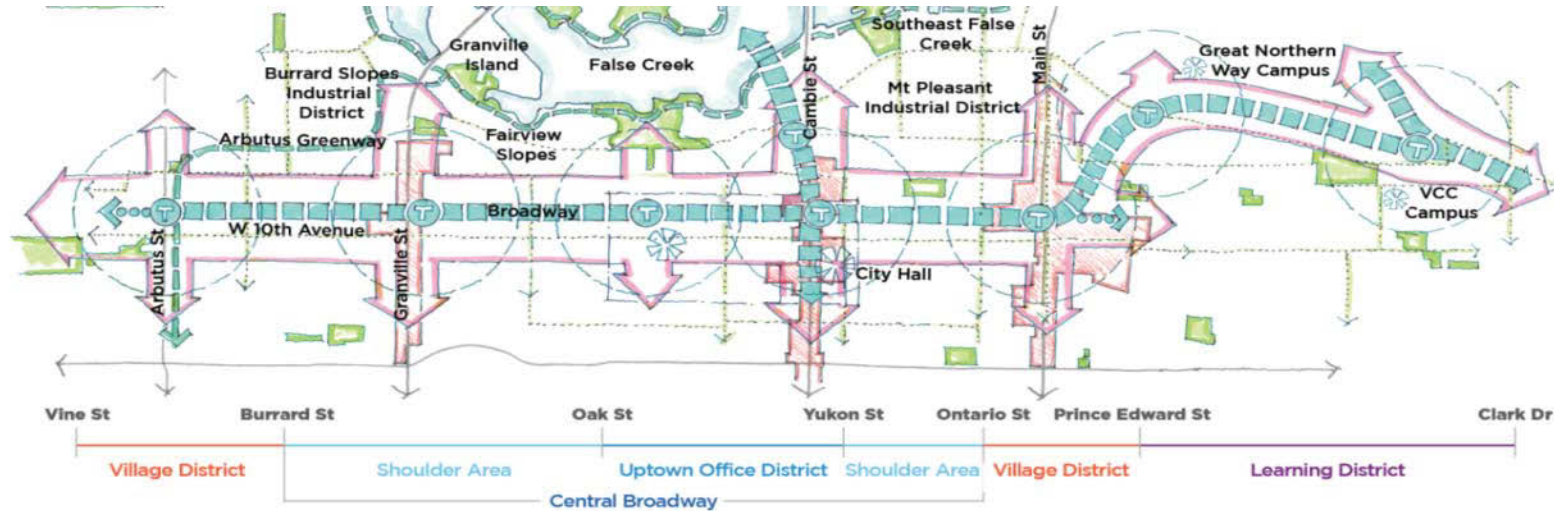 Granville
Island
False Creek
Southeast False
Creek
Main St
Great Northern
Way Campus
Burrard Slopes
Industrial
District
Cambie St
Mt Pleasant
Industrial District
Arbutus Greenway
Fairview
Slopes
T
T
T
T
T
T
T
Broadway
VCC
Campus
W 10th Avenue
Arbutus St
Granville St
City Hall
Vine St
Burrard St
Oak St
Yukon St
Ontario St
Prince Edward St
Clark Dr
Village District
Shoulder Area
Uptown Office District
Shoulder Area
Village District
Learning District
Central Broadway